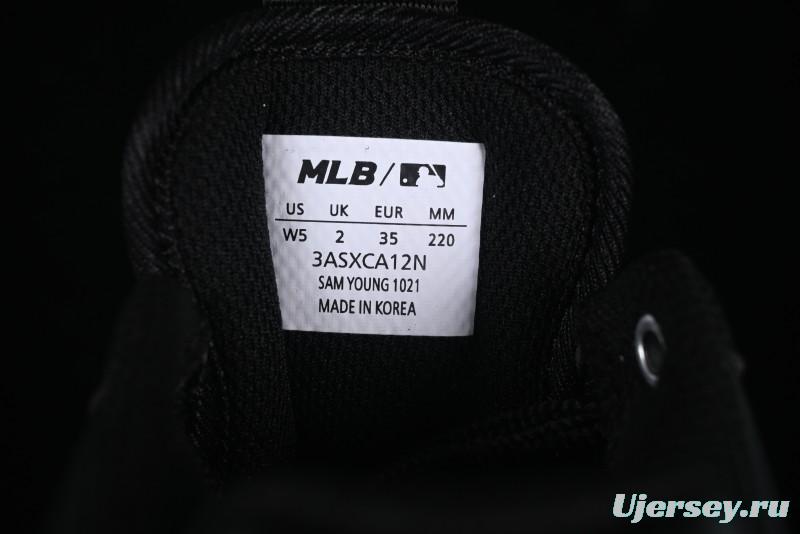 MLB/
US UK EUR MM
W5 2 35 220
3ASXCA12N
SAM YOUNG 1021
MADE IN KOREA
Ujersey.ru